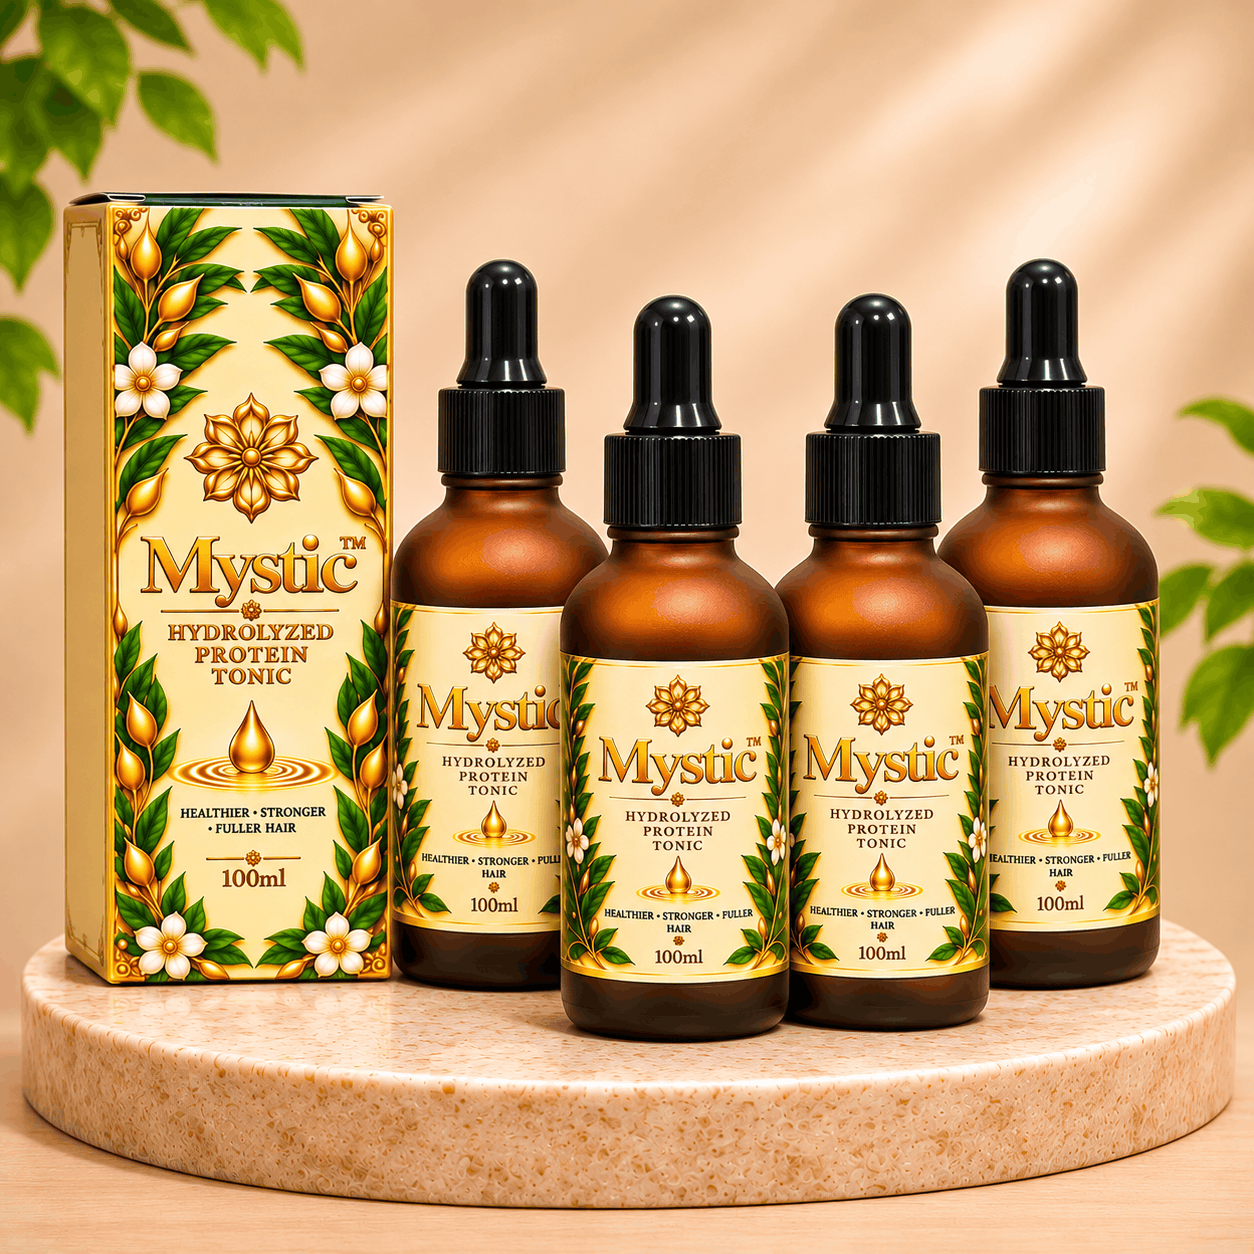 Mystic™
HYDROLYZED
PROTEIN
TONIC
HEALTHIER • STRONGER
• FULLER HAIR
100ml
Mystic
HYDROLYZED
PROTEIN
TONIC
HEALTHIER • STRONGER • FULL
HAIR
100ml
Mystic™
HYDROLYZED
PROTEIN
TONIC
HEALTHIER • STRONGER • FULLER
HAIR
100ml
Mystic™
HYDROLYZED
PROTEIN
TONIC
HEALTHIER • STRONGER • FULLER
HAIR
100ml
Mystic™
HYDROLYZED
PROTEIN
TONIC
HEALTHIER • STRONGER • FULLER
HAIR
100ml